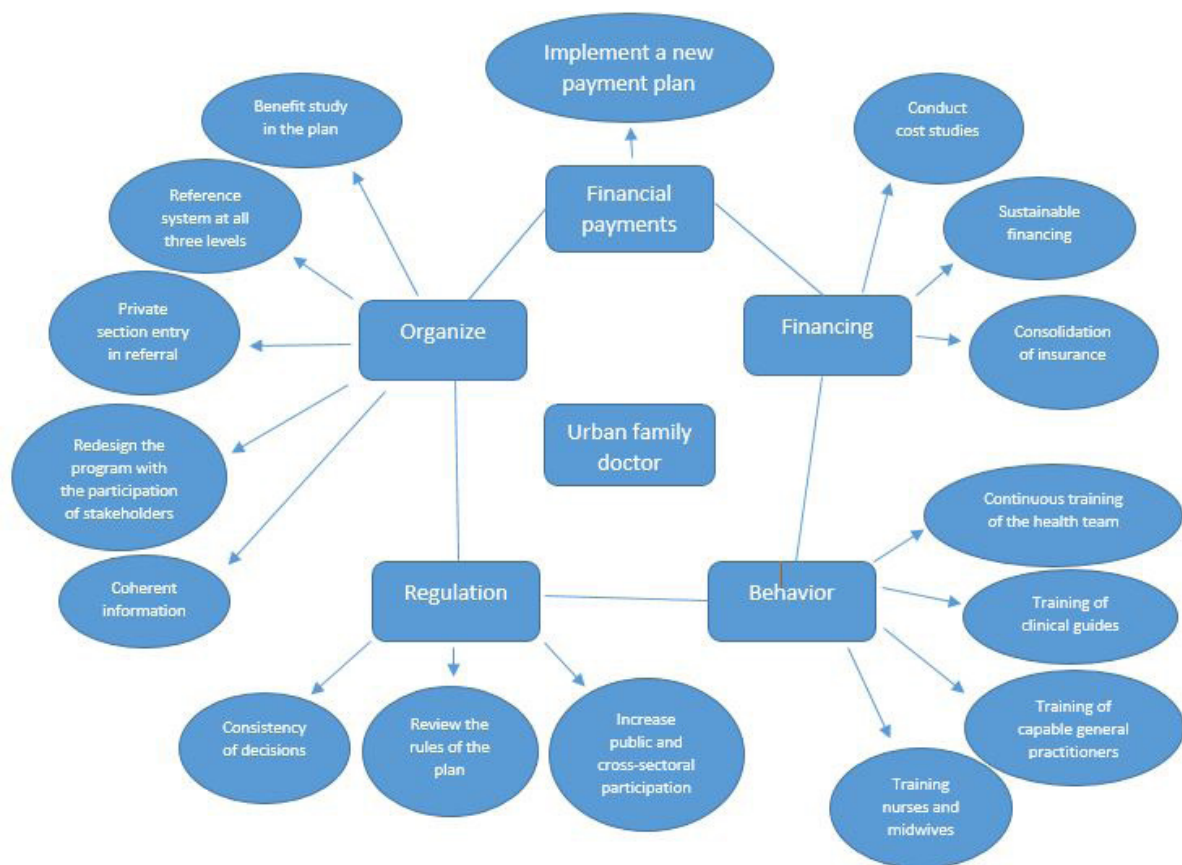 Implement a new
payment plan
Benefit study
in the plan
Conduct
cost studies
Reference
system at all
three levels
Financial
payments
Sustainable
financing
Private
section entry
in referral
Organize
Financing
Consolidation
of insurance
Urban family
doctor
Redesign the
program with
the participation
of stakeholders
Continuous training
of the health team
Coherent
information
Regulation
Behavior
Training of
clinical guides
Consistency
of decisions
Review the
rules of the
plan
Increase
public and
cross-sectoral
participation
Training of
capable general
practitioners
Training
nurses and
midwives